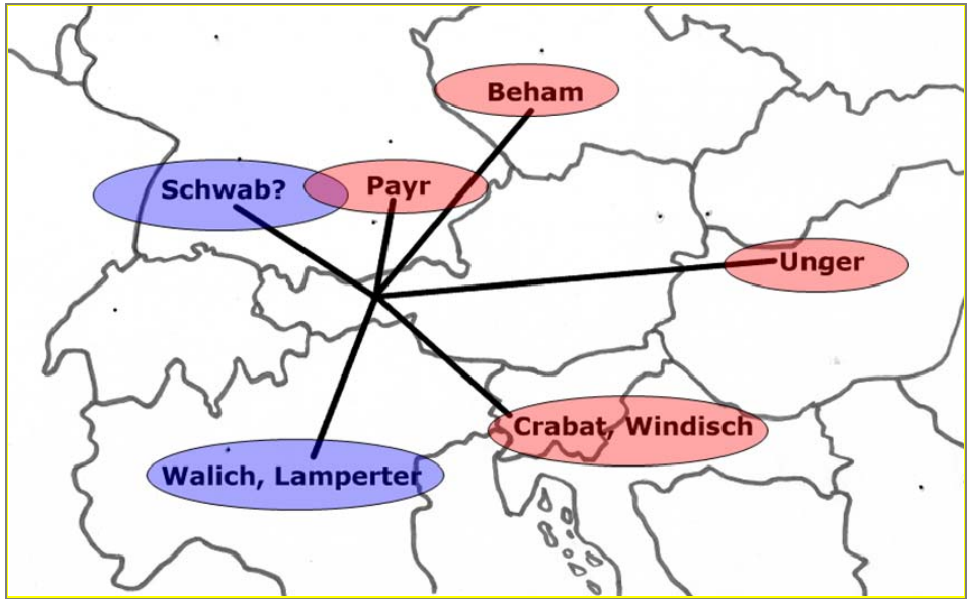 Beham
Schwab?
Payr
Unger
Crabat, Windisch
Walich, Lamperter